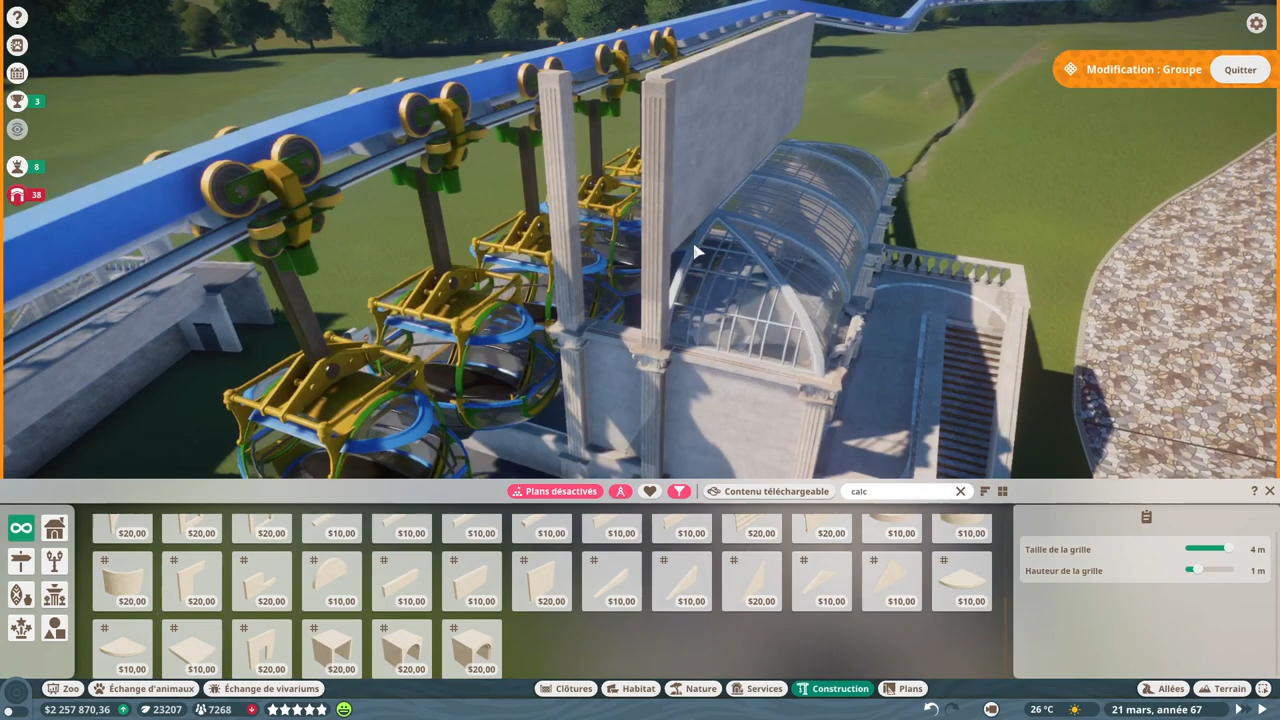 ?
3
8
38
Modification : Groupe
Quitter
Plans désactivés
Contenu téléchargeable
calc
?
$20,00 $20,00 $20,00 $10,00 $10,00 $10,00 $10,00 $10,00 $10,00 $20,00 $20,00 $10,00 $10,00
$20,00 $20,00 $20,00 $10,00 $10,00 $10,00 $20,00 $10,00 $10,00 $20,00 $10,00 $10,00 $10,00
$10,00 $10,00 $20,00 $20,00 $20,00 $20,00
Taille de la grille 4 m
Hauteur de la grille 1 m
Zoo
Échange d'animaux
Échange de vivariums
Clôtures
Habitat
Nature
Services
Construction
Plans
Allées
Terrain
$2 257 870,36
23207
7268
26 °C
21 mars, année 67